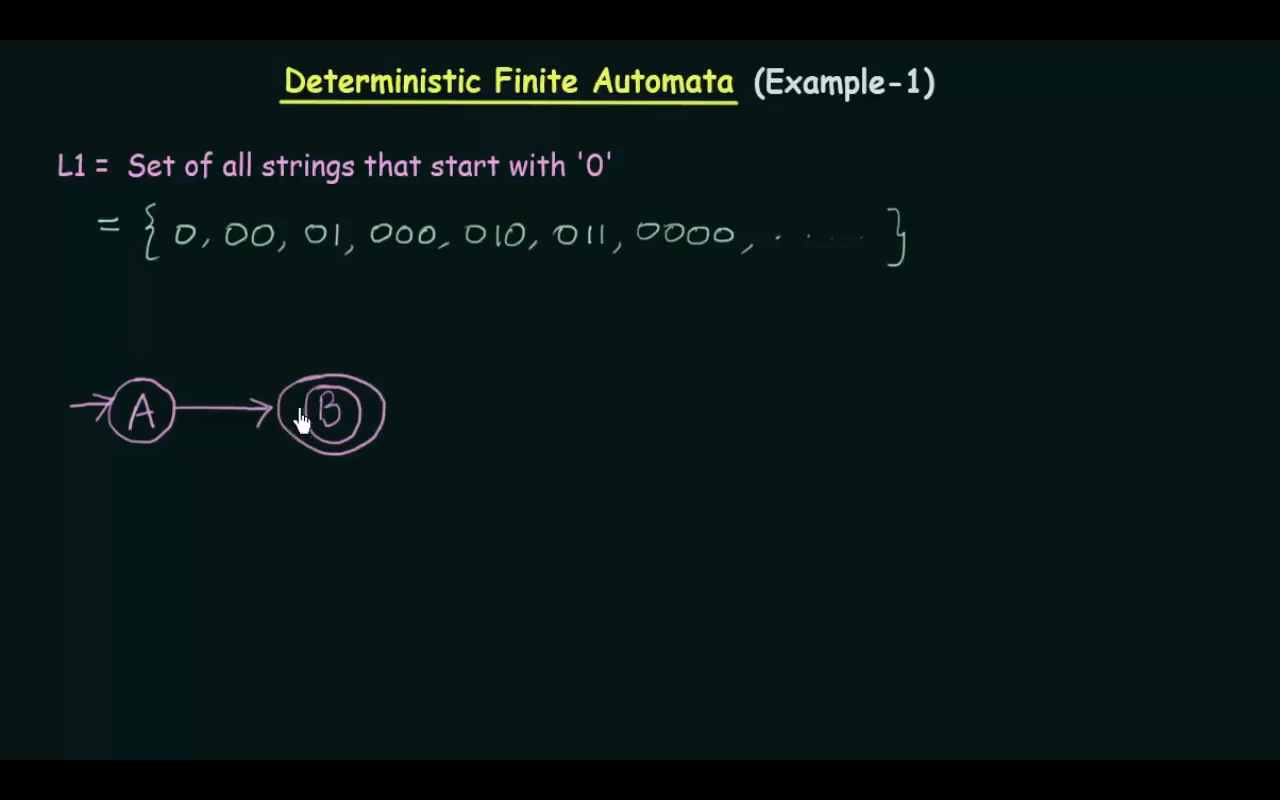 Deterministic Finite Automata (Example-1)
L1 = Set of all strings that start with '0'
= { 0, 00, 01, 000, 010, 011, 0000, ..... }
A B